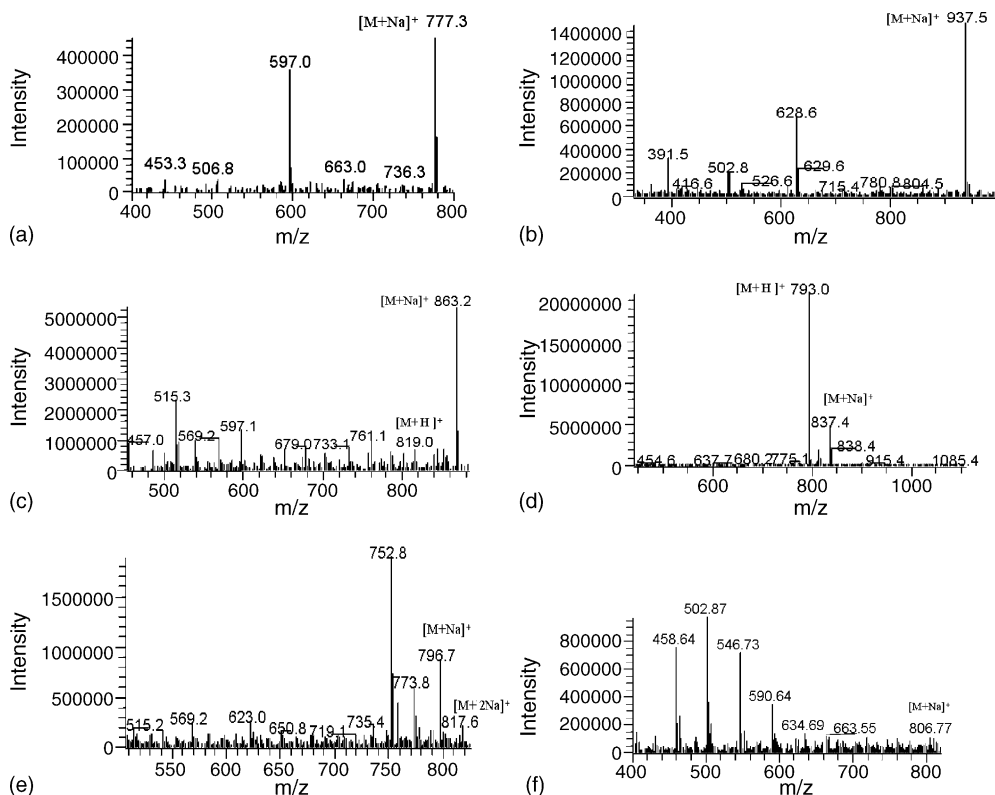 [M+Na]+ 777.3
400000
300000
200000
100000
0
Intensity
597.0
453.3
506.8
663.0
736.3
400 500 600 700 800
m/z
(a)
[M+Na]+ 937.5
1400000
1200000
1000000
800000
600000
400000
200000
0
Intensity
628.6
391.5
502.8
629.6
416.6
526.6
715.4
780.8
804.5
400 600 800
m/z
(b)
[M+Na]+ 863.2
5000000
4000000
3000000
2000000
1000000
0
Intensity
515.3
457.0
569.2
597.1
679.0
733.1
761.1
[M+H]+
819.0
500 600 700 800
m/z
(c)
[M+H]+ 793.0
20000000
15000000
10000000
5000000
0
Intensity
[M+Na]+
837.4
838.4
454.6
637.7
680.2
775.1
915.4
1085.4
600 800 1000
m/z
(d)
752.8
1500000
1000000
500000
0
Intensity
[M+Na]+
796.7
773.8
[M+2Na]+
817.6
515.2
569.2
623.0
650.8
719.1
735.4
550 600 650 700 750 800
m/z
(e)
502.87
458.64
546.73
800000
600000
400000
200000
0
Intensity
590.64
634.69
663.55
[M+Na]+
806.77
400 500 600 700 800
m/z
(f)